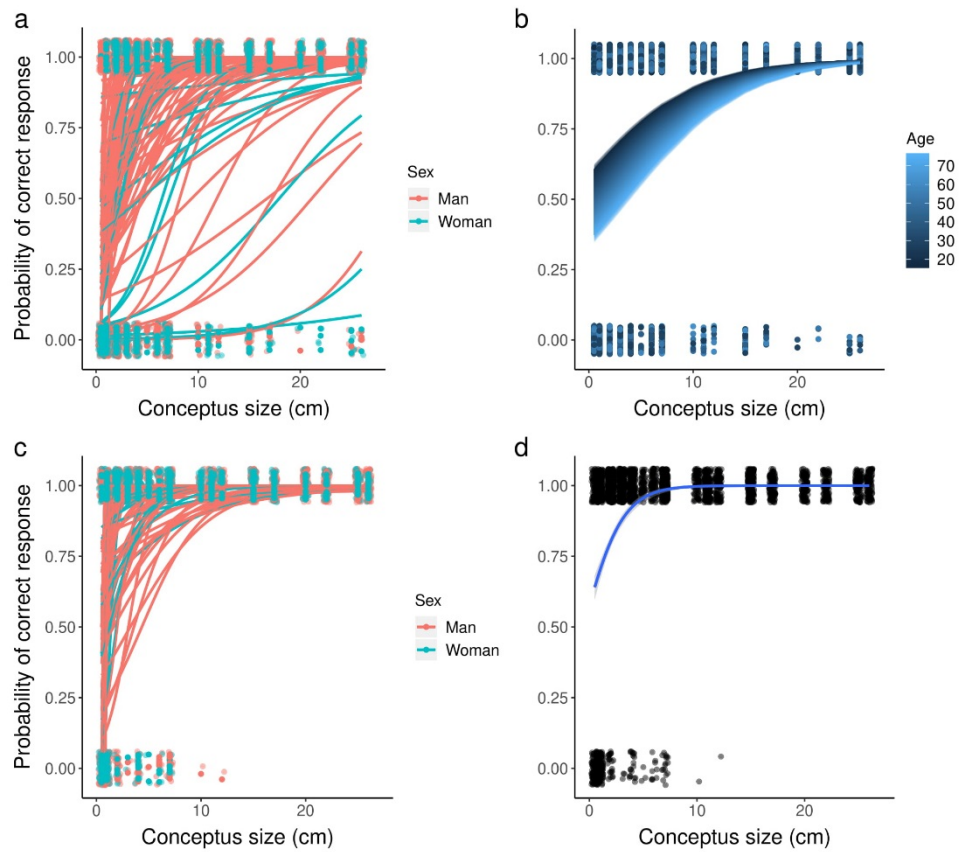 a
Probability of correct response
1.00
0.75
0.50
0.25
0.00
0 10 20
Conceptus size (cm)
Sex
Man
Woman
b
1.00
0.75
0.50
0.25
0.00
0 20
Conceptus size (cm)
Age
70
60
50
40
30
20
c
Probability of correct response
1.00
0.75
0.50
0.25
0.00
0 10 20
Conceptus size (cm)
Sex
Man
Woman
d
1.00
0.75
0.50
0.25
0.00
0 10 20
Conceptus size (cm)